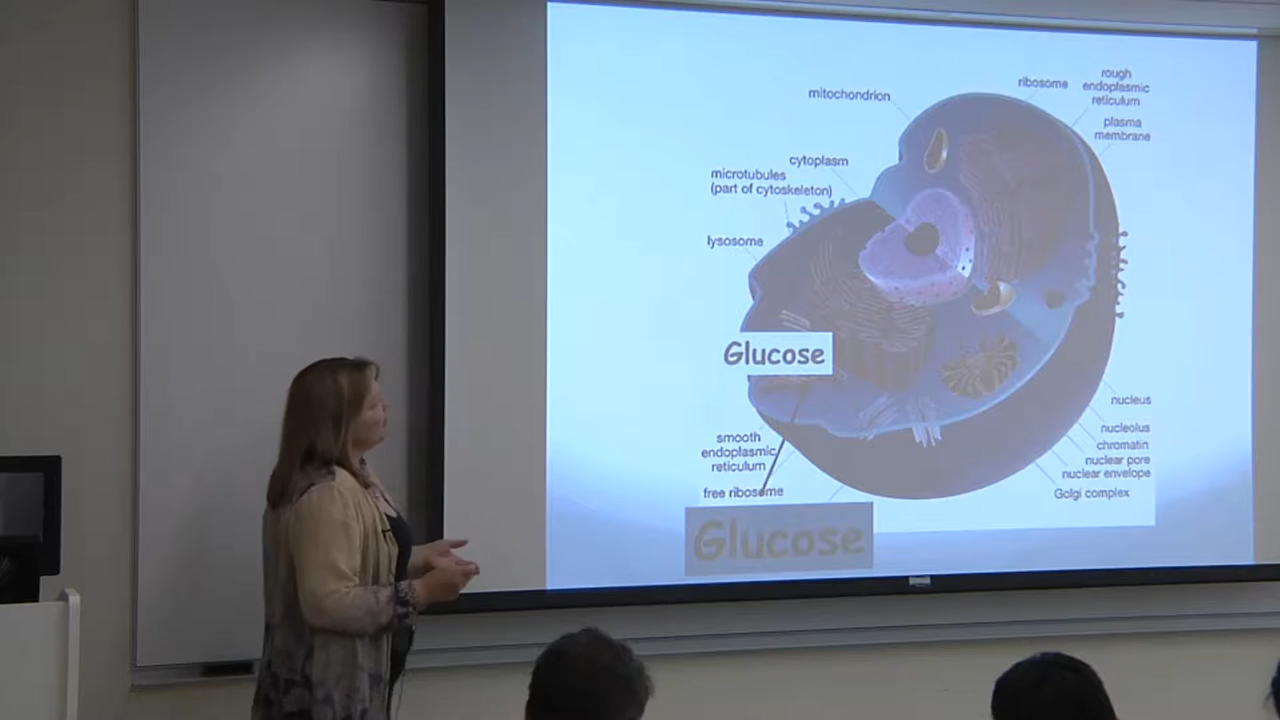 mitochondrion
ribosome
rough
endoplasmic
reticulum
plasma
membrane
cytoplasm
microtubules
(part of cytoskeleton)
lysosome
Glucose
smooth
endoplasmic
reticulum
free ribosome
nucleus
nucleolus
chromatin
nuclear pore
nuclear envelope
Golgi complex
Glucose